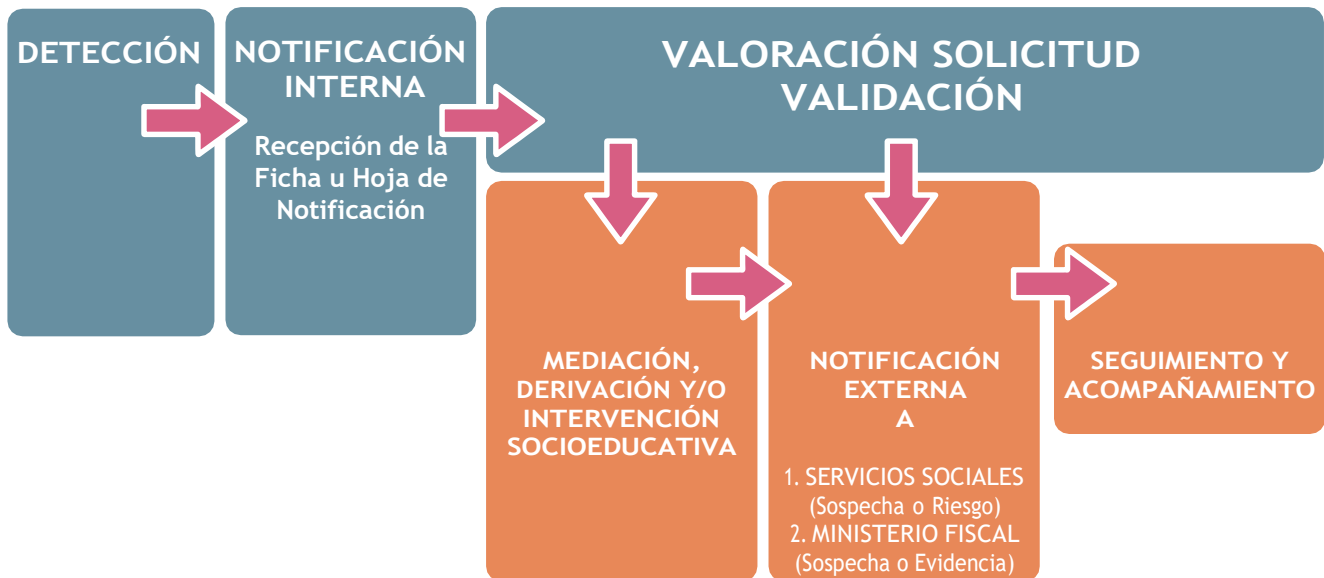 DETECCIÓN
NOTIFICACIÓN
INTERNA
Recepción de la
Ficha u Hoja de
Notificación
VALORACIÓN SOLICITUD
VALIDACIÓN
MEDIACIÓN,
DERIVACIÓN Y/O
INTERVENCIÓN
SOCIOEDUCATIVA
NOTIFICACIÓN
EXTERNA
A
1. SERVICIOS SOCIALES
(Sospecha o Riesgo)
2. MINISTERIO FISCAL
(Sospecha o Evidencia)
SEGUIMIENTO Y
ACOMPAÑAMIENTO